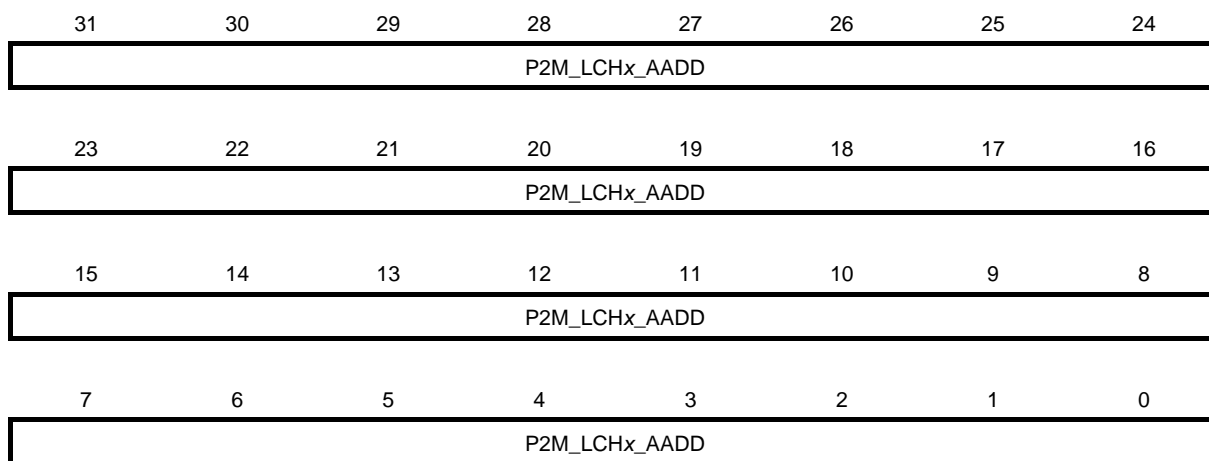 31 30 29 28 27 26 25 24
P2M_LCHx_AADD
23 22 21 20 19 18 17 16
P2M_LCHx_AADD
15 14 13 12 11 10 9 8
P2M_LCHx_AADD
7 6 5 4 3 2 1 0
P2M_LCHx_AADD